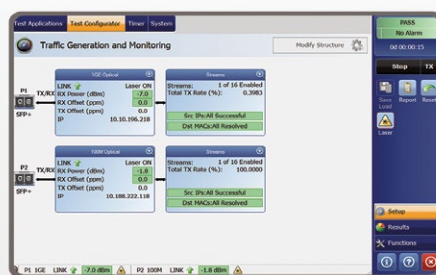 Test Applications Test Configurator Timer System
Traffic Generation and Monitoring
Modify Structure
PASS
No Alarm
0d 00:00:15
Stop TX
Save
Load
Report
Reset
Laser
P1
TX/RX
SFP+
1GE Optical
LINK Laser ON
RX Power (dBm) -7.0
RX Offset (ppm) 0.0
TX Offset (ppm) 0.0
IP 10.10.196.218
Streams
Streams: 1 of 16 Enabled
Total TX Rate (%): 0.3983
Src IPs:All Successful
Dst MACs:All Resolved
P2
TX/RX
SFP+
100M Optical
LINK Laser ON
RX Power (dBm) -1.8
RX Offset (ppm) 0.0
TX Offset (ppm) 0.0
IP 10.188.222.118
Streams
Streams: 1 of 16 Enabled
Total TX Rate (%): 100.0000
Src IPs:All Successful
Dst MACs:All Resolved
Setup
Results
Functions
P1 1GE LINK -7.0 dBm P2 100M LINK -1.8 dBm